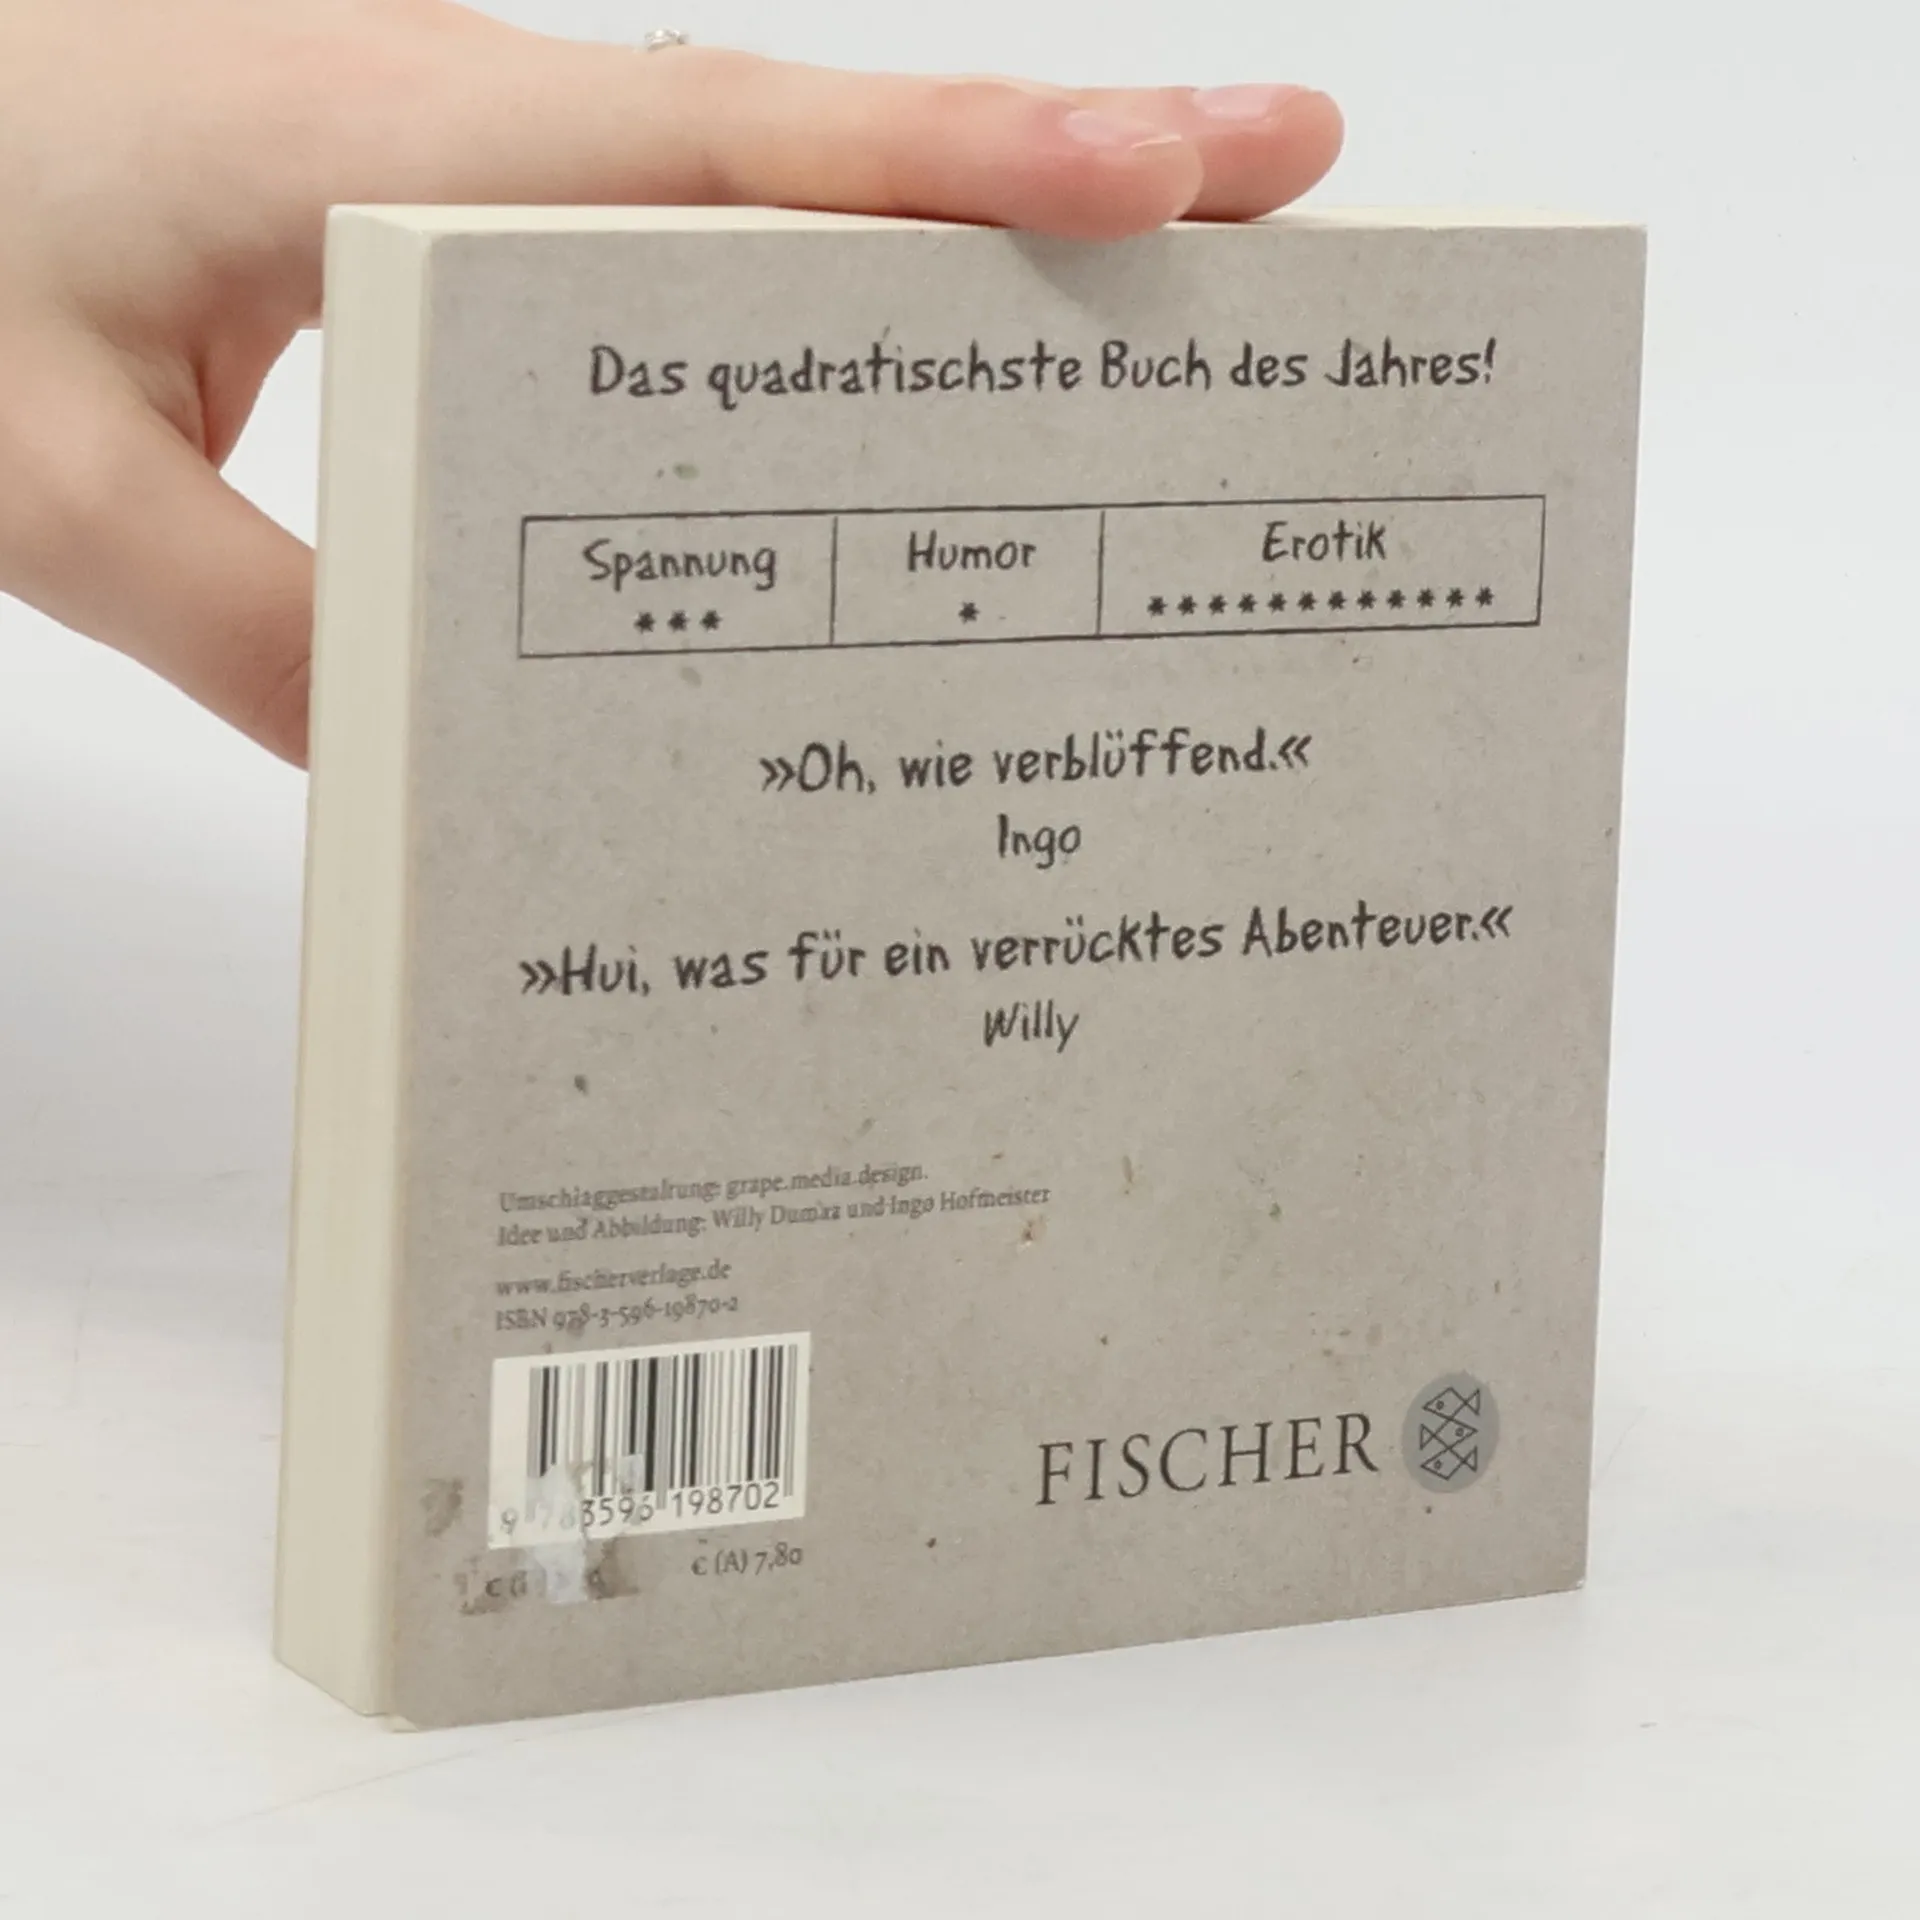 Das quadratischste Buch des Jahres!
Spannung Humor Erotik
*** * ************
»Oh, wie verblüffend.«
Ingo
»Hui, was für ein verrücktes Abenteuer.«
Willy
Umschlaggestaltung: grape.media.design.
Idee und Abbildung: Willy und Ingo Hofmeister
www.fischerverlage.de
ISBN 978-3-596-19870-2
FISCHER
9 783596 198702
€ (A) 7,80